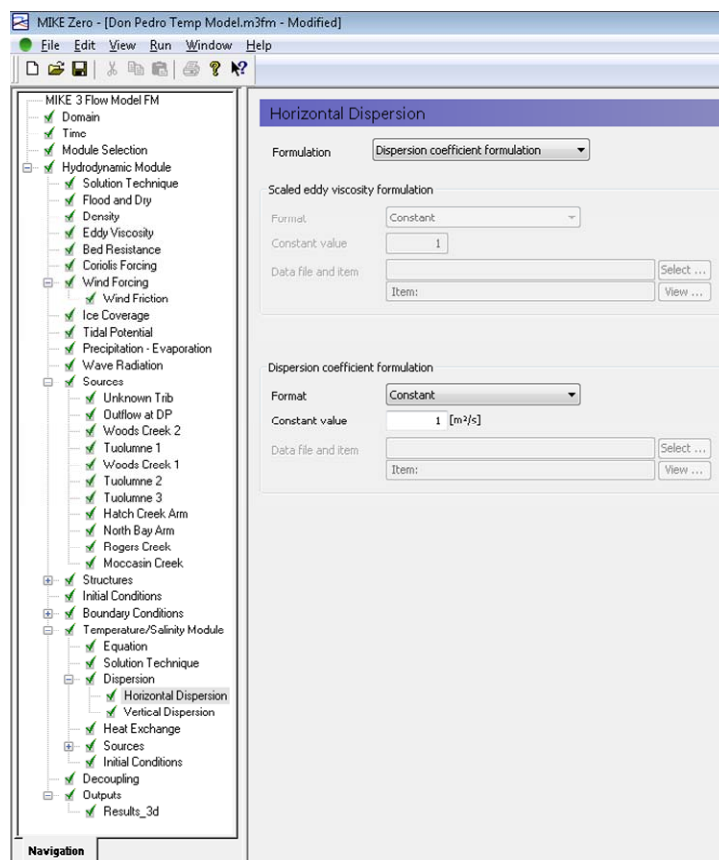 MIKE Zero - [Don Pedro Temp Model.m3fm - Modified]
File Edit View Run Window Help
MIKE 3 Flow Model FM
Domain
Time
Module Selection
Hydrodynamic Module
Solution Technique
Flood and Dry
Density
Eddy Viscosity
Bed Resistance
Coriolis Forcing
Wind Forcing
Wind Friction
Ice Coverage
Tidal Potential
Precipitation - Evaporation
Wave Radiation
Sources
Unknown Trib
Outflow at DP
Woods Creek 2
Tuolumne 1
Woods Creek 1
Tuolumne 2
Tuolumne 3
Hatch Creek Arm
North Bay Arm
Rogers Creek
Moccasin Creek
Structures
Initial Conditions
Boundary Conditions
Temperature/Salinity Module
Equation
Solution Technique
Dispersion
Horizontal Dispersion
Vertical Dispersion
Heat Exchange
Sources
Initial Conditions
Decoupling
Outputs
Results_3d
Navigation
Horizontal Dispersion
Formulation Dispersion coefficient formulation
Scaled eddy viscosity formulation
Format Constant
Constant value 1
Data file and item Select ...
Item: View ...
Dispersion coefficient formulation
Format Constant
Constant value 1 [m²/s]
Data file and item Select ...
Item: View ...